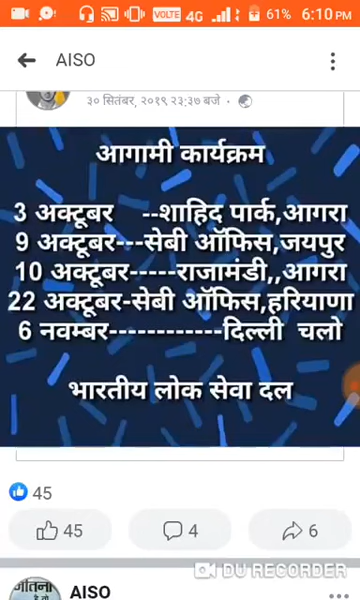 VOLTE 4G 61% 6:10 PM
AISO
३० सितंबर, २०१९ २३:३७ बजे ·
आगामी कार्यक्रम
3 अक्टूबर --शाहिद पार्क,आगरा
9 अक्टूबर---सेबी ऑफिस,जयपुर
10 अक्टूबर-----राजामंडी,,आगरा
22 अक्टूबर-सेबी ऑफिस,हरियाणा
6 नवम्बर------------दिल्ली चलो
भारतीय लोक सेवा दल
45
45 4 6
DU RECORDER
AISO